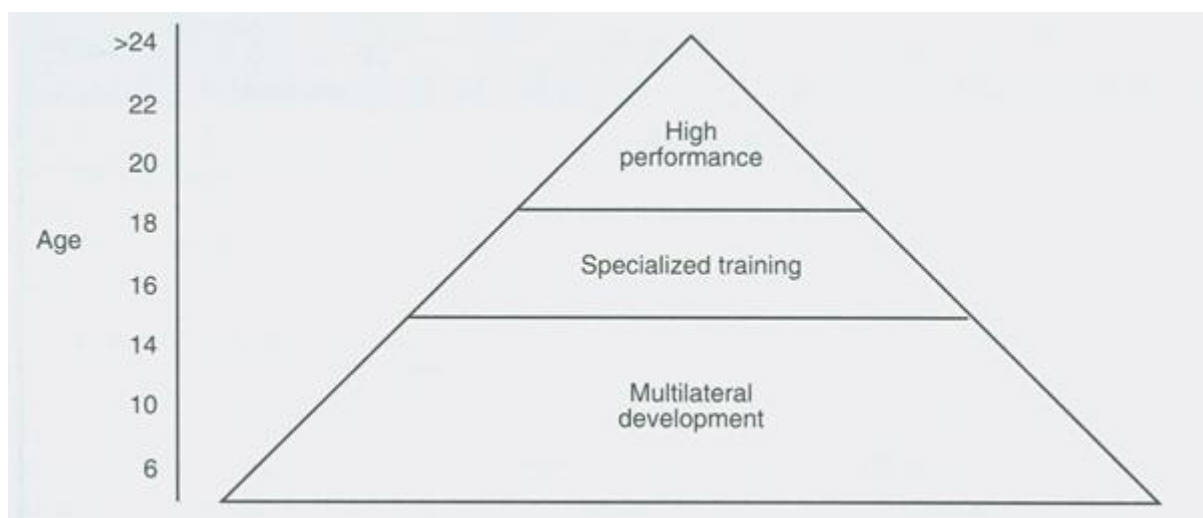 >24
22
20
18
Age
16
14
10
6
High
performance
Specialized training
Multilateral
development